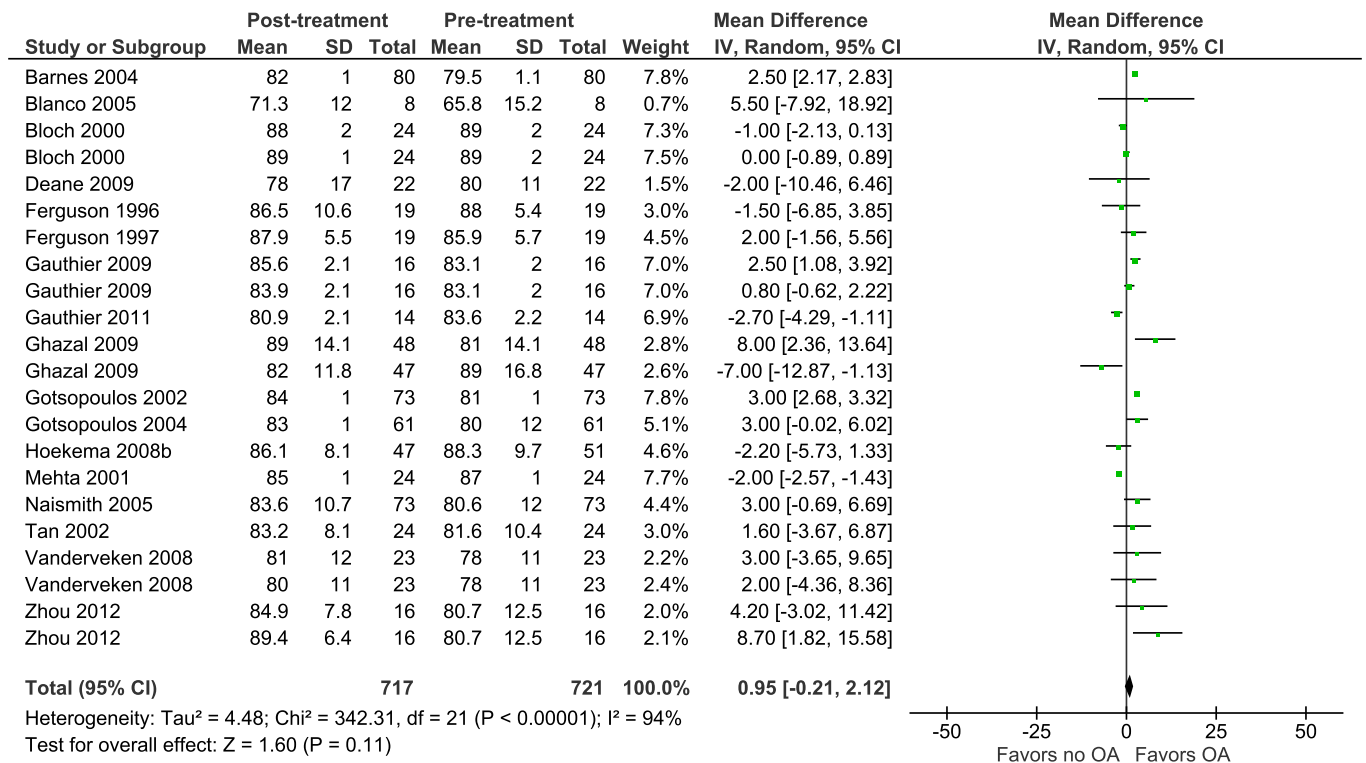 Post-treatment Pre-treatment Mean Difference Mean Difference
Study or Subgroup Mean SD Total Mean SD Total Weight IV, Random, 95% CI IV, Random, 95% CI
Barnes 2004 82 1 80 79.5 1.1 80 7.8% 2.50 [2.17, 2.83]
Blanco 2005 71.3 12 8 65.8 15.2 8 0.7% 5.50 [-7.92, 18.92]
Bloch 2000 88 2 24 89 2 24 7.3% -1.00 [-2.13, 0.13]
Bloch 2000 89 1 24 89 2 24 7.5% 0.00 [-0.89, 0.89]
Deane 2009 78 17 22 80 11 22 1.5% -2.00 [-10.46, 6.46]
Ferguson 1996 86.5 10.6 19 88 5.4 19 3.0% -1.50 [-6.85, 3.85]
Ferguson 1997 87.9 5.5 19 85.9 5.7 19 4.5% 2.00 [-1.56, 5.56]
Gauthier 2009 85.6 2.1 16 83.1 2 16 7.0% 2.50 [1.08, 3.92]
Gauthier 2009 83.9 2.1 16 83.1 2 16 7.0% 0.80 [-0.62, 2.22]
Gauthier 2011 80.9 2.1 14 83.6 2.2 14 6.9% -2.70 [-4.29, -1.11]
Ghazal 2009 89 14.1 48 81 14.1 48 2.8% 8.00 [2.36, 13.64]
Ghazal 2009 82 11.8 47 89 16.8 47 2.6% -7.00 [-12.87, -1.13]
Gotsopoulos 2002 84 1 73 81 1 73 7.8% 3.00 [2.68, 3.32]
Gotsopoulos 2004 83 1 61 80 12 61 5.1% 3.00 [-0.02, 6.02]
Hoekema 2008b 86.1 8.1 47 88.3 9.7 51 4.6% -2.20 [-5.73, 1.33]
Mehta 2001 85 1 24 87 1 24 7.7% -2.00 [-2.57, -1.43]
Naismith 2005 83.6 10.7 73 80.6 12 73 4.4% 3.00 [-0.69, 6.69]
Tan 2002 83.2 8.1 24 81.6 10.4 24 3.0% 1.60 [-3.67, 6.87]
Vanderveken 2008 81 12 23 78 11 23 2.2% 3.00 [-3.65, 9.65]
Vanderveken 2008 80 11 23 78 11 23 2.4% 2.00 [-4.36, 8.36]
Zhou 2012 84.9 7.8 16 80.7 12.5 16 2.0% 4.20 [-3.02, 11.42]
Zhou 2012 89.4 6.4 16 80.7 12.5 16 2.1% 8.70 [1.82, 15.58]
Total (95% CI) 717 721 100.0% 0.95 [-0.21, 2.12]
Heterogeneity: Tau² = 4.48; Chi² = 342.31, df = 21 (P < 0.00001); I² = 94%
Test for overall effect: Z = 1.60 (P = 0.11)
-50 -25 0 25 50
Favors no OA Favors OA